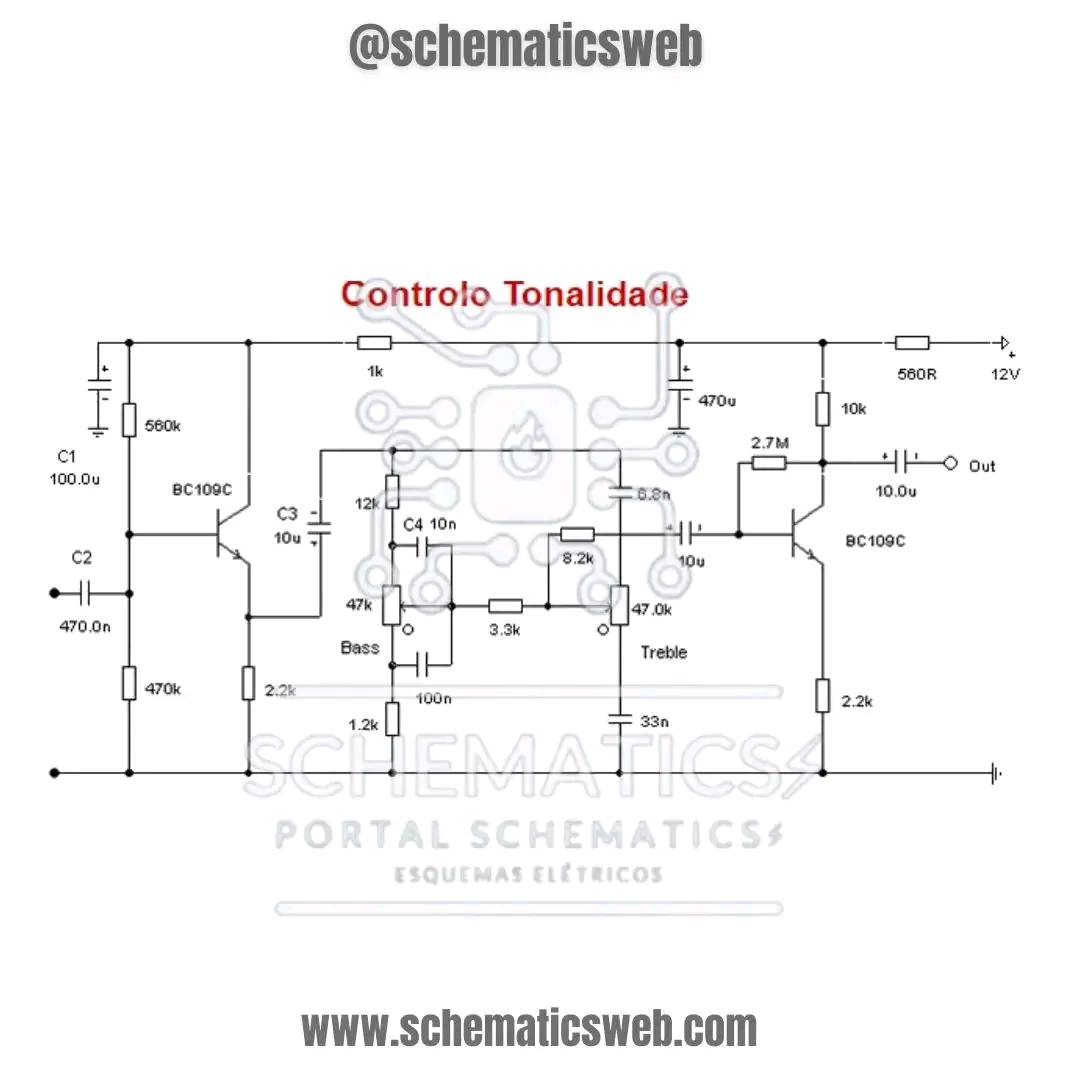 @schematicsweb
Controlo Tonalidade
1k
560R
12V
470u
10k
560k
2.7M
C1
100.0u
Out
BC109C
12k
6.8n
10.0u
C3
10u
C4 10n
BC109C
C2
8.2k
10u
47k
47.0k
470.0n
3.3k
Bass
Treble
470k
2.2k
100n
2.2k
1.2k
33n
SCHEMATICS
PORTAL SCHEMATICS
ESQUEMAS ELÉTRICOS
www.schematicsweb.com